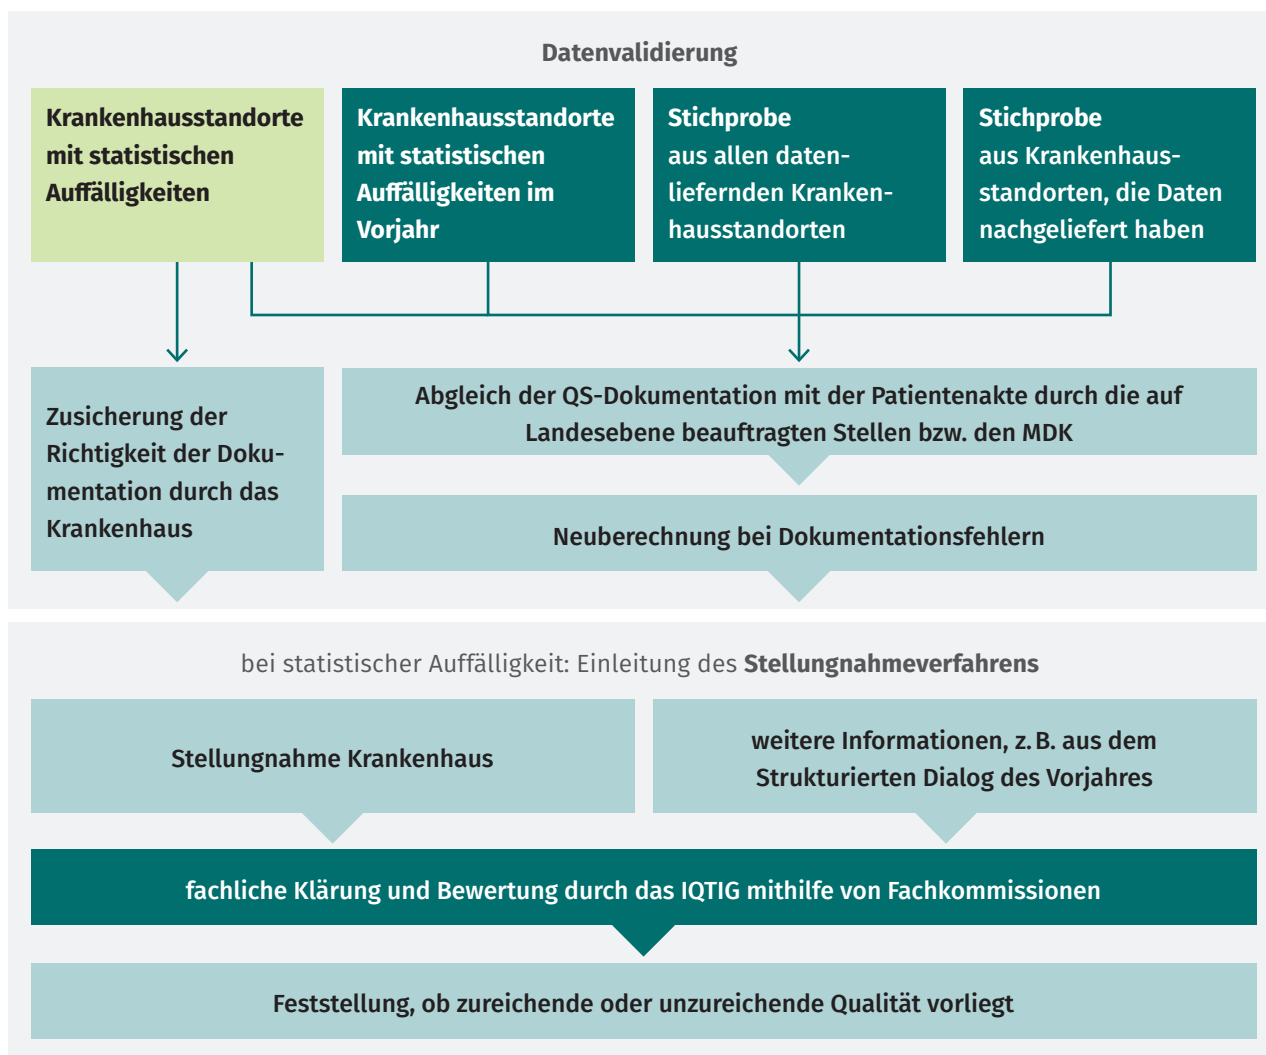 Datenvalidierung
Krankenhausstandorte
mit statistischen
Auffälligkeiten
Krankenhausstandorte
mit statistischen
Auffälligkeiten im
Vorjahr
Stichprobe
aus allen daten-
liefernden Kranken-
hausstandorten
Stichprobe
aus Krankenhaus-
standorten, die Daten
nachgeliefert haben
Zusicherung der
Richtigkeit der Doku-
mentation durch das
Krankenhaus
Abgleich der QS-Dokumentation mit der Patientenakte durch die auf
Landesebene beauftragten Stellen bzw. den MDK
Neuberechnung bei Dokumentationsfehlern
bei statistischer Auffälligkeit: Einleitung des Stellungnahmeverfahrens
Stellungnahme Krankenhaus
weitere Informationen, z. B. aus dem
Strukturierten Dialog des Vorjahres
fachliche Klärung und Bewertung durch das IQTIG mithilfe von Fachkommissionen
Feststellung, ob zureichende oder unzureichende Qualität vorliegt